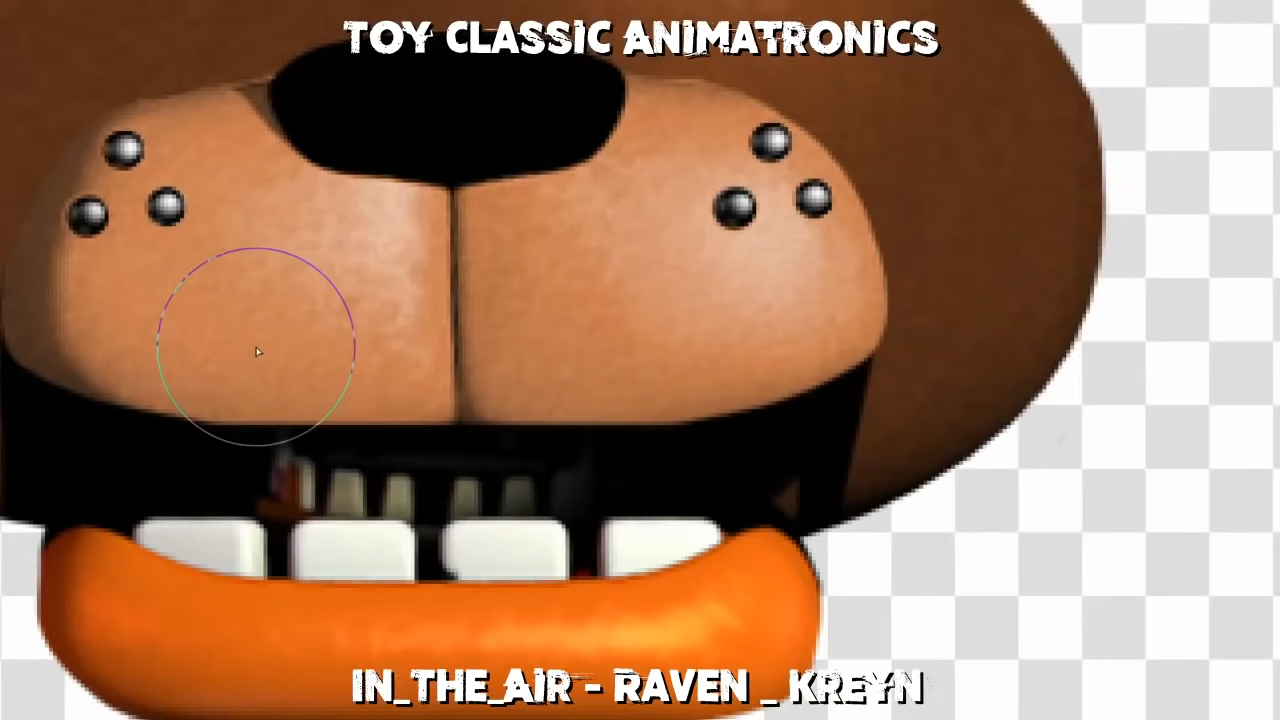 TOY CLASSIC ANIMATRONICS
IN_THE_AIR - RAVEN _ KREYN